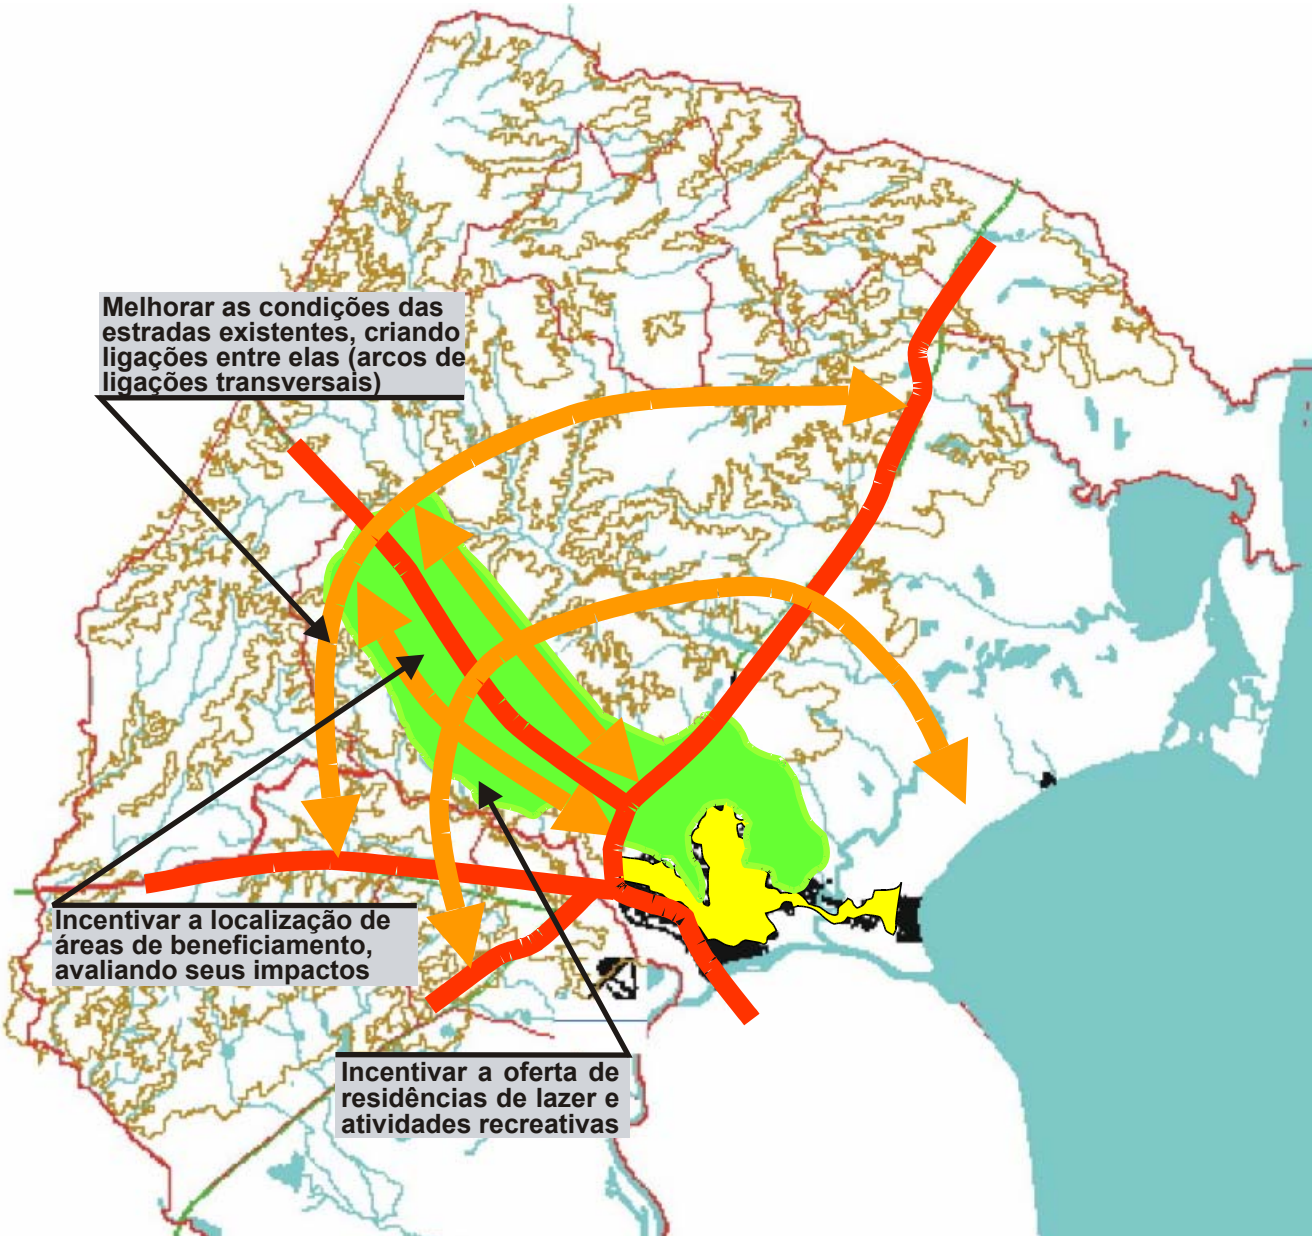 Melhorar as condições das
estradas existentes, criando
ligações entre elas (arcos de
ligações transversais)
Incentivar a localização de
áreas de beneficiamento,
avaliando seus impactos
Incentivar a oferta de
residências de lazer e
atividades recreativas